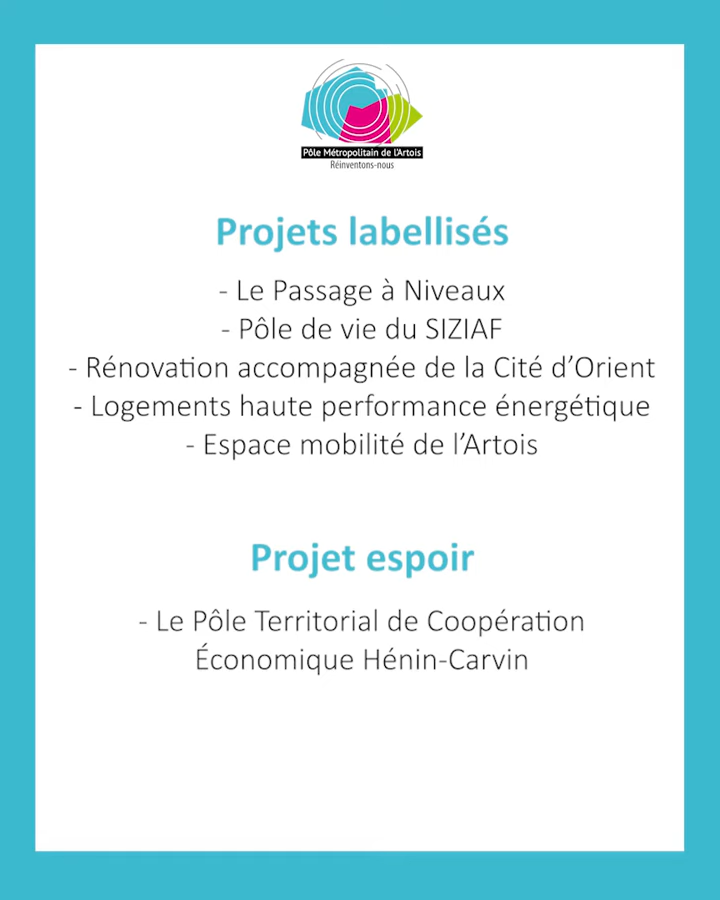 Pôle Métropolitain de l'Artois
Réinventons-nous
Projets labellisés
- Le Passage à Niveaux
- Pôle de vie du SIZIAF
- Rénovation accompagnée de la Cité d'Orient
- Logements haute performance énergétique
- Espace mobilité de l'Artois
Projet espoir
- Le Pôle Territorial de Coopération
Économique Hénin-Carvin